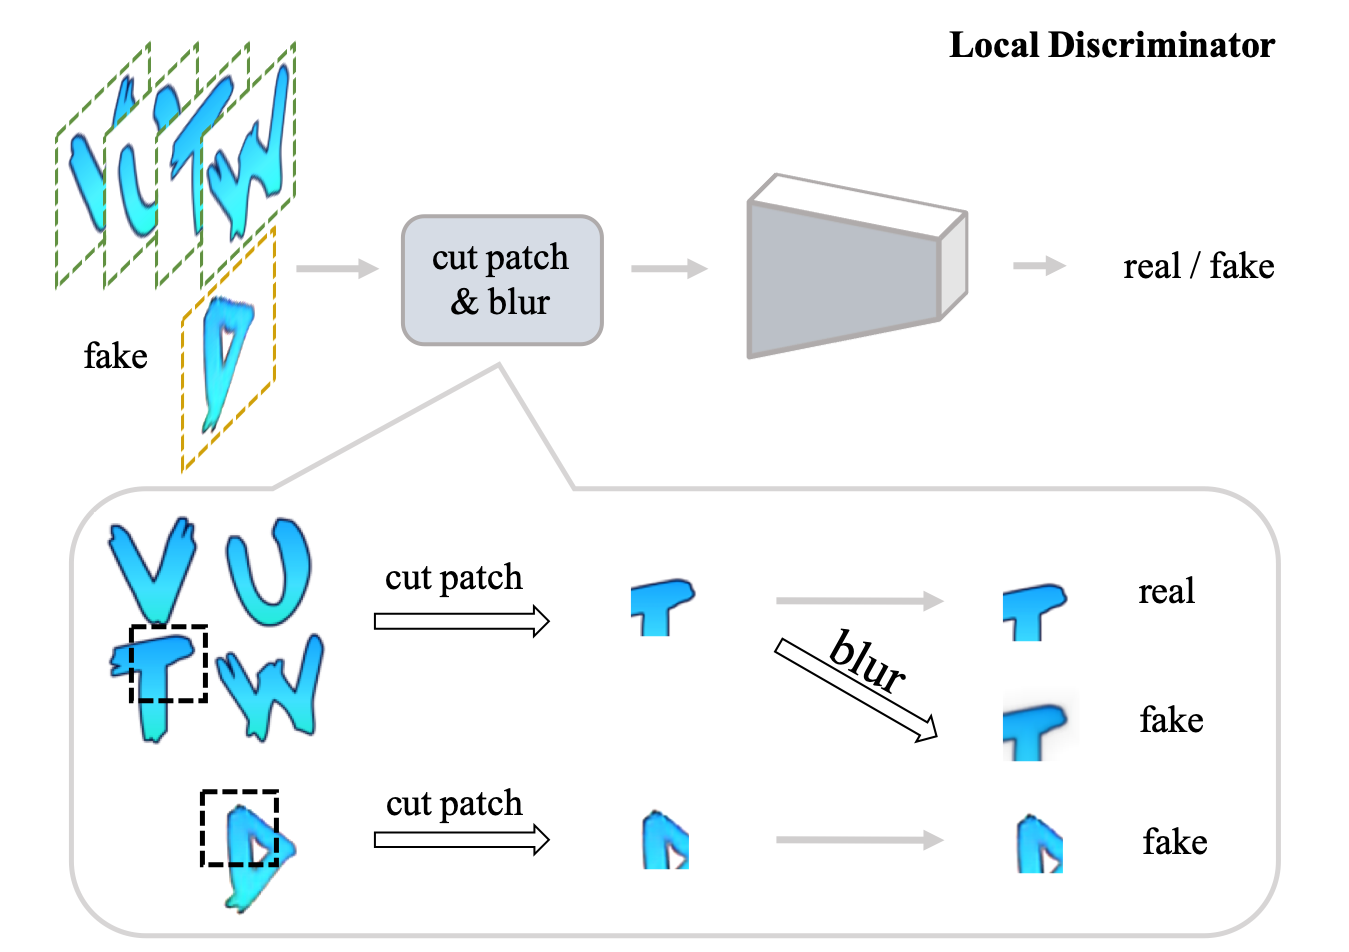 Local Discriminator
V U T W
cut patch
& blur
real / fake
fake
D
V U
cut patch
real
T W
blur
fake
cut patch
D
fake